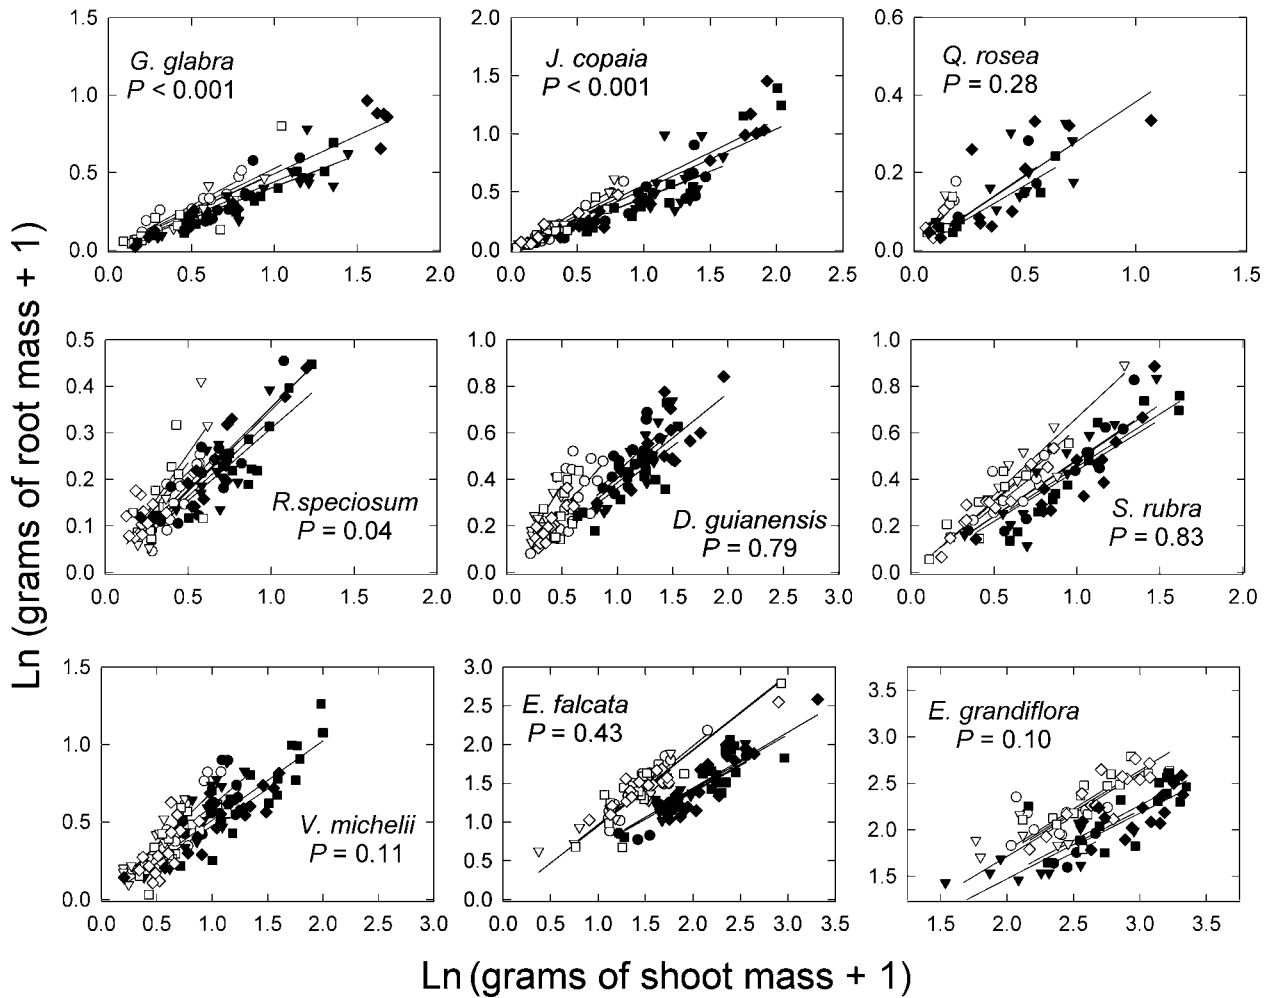 Ln (grams of root mass + 1)
1.5
1.0
0.5
0.0
G. glabra
P < 0.001
0.0 0.5 1.0 1.5 2.0
2.0
1.5
1.0
0.5
0.0
J. copaia
P < 0.001
0.0 0.5 1.0 1.5 2.0 2.5
0.6
0.4
0.2
0.0
Q. rosea
P = 0.28
0.0 0.5 1.0 1.5
0.5
0.4
0.3
0.2
0.1
0.0
R.speciosum
P = 0.04
0.0 0.5 1.0 1.5 2.0
1.0
0.8
0.6
0.4
0.2
0.0
D. guianensis
P = 0.79
0.0 0.5 1.0 1.5 2.0 2.5 3.0
1.0
0.8
0.6
0.4
0.2
0.0
S. rubra
P = 0.83
0.0 0.5 1.0 1.5 2.0
1.5
1.0
0.5
0.0
V. michelii
P = 0.11
0.0 0.5 1.0 1.5 2.0 2.5 3.0
3.0
2.5
2.0
1.5
1.0
0.5
0.0
E. falcata
P = 0.43
0.0 0.5 1.0 1.5 2.0 2.5 3.0 3.5
3.5
3.0
2.5
2.0
1.5
E. grandiflora
P = 0.10
1.5 2.0 2.5 3.0 3.5
Ln (grams of shoot mass + 1)